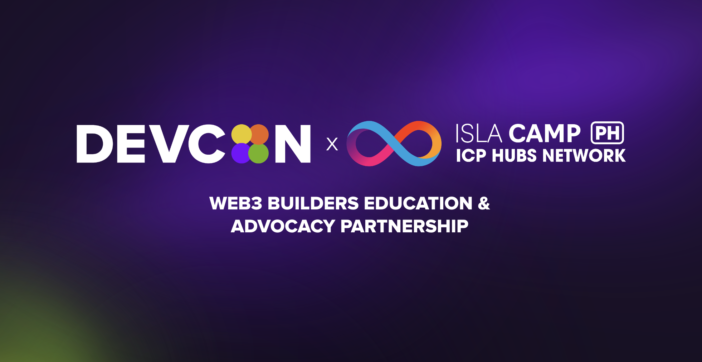 DEVCON x ISLA CAMP PH
ICP HUBS NETWORK
WEB3 BUILDERS EDUCATION &
ADVOCACY PARTNERSHIP